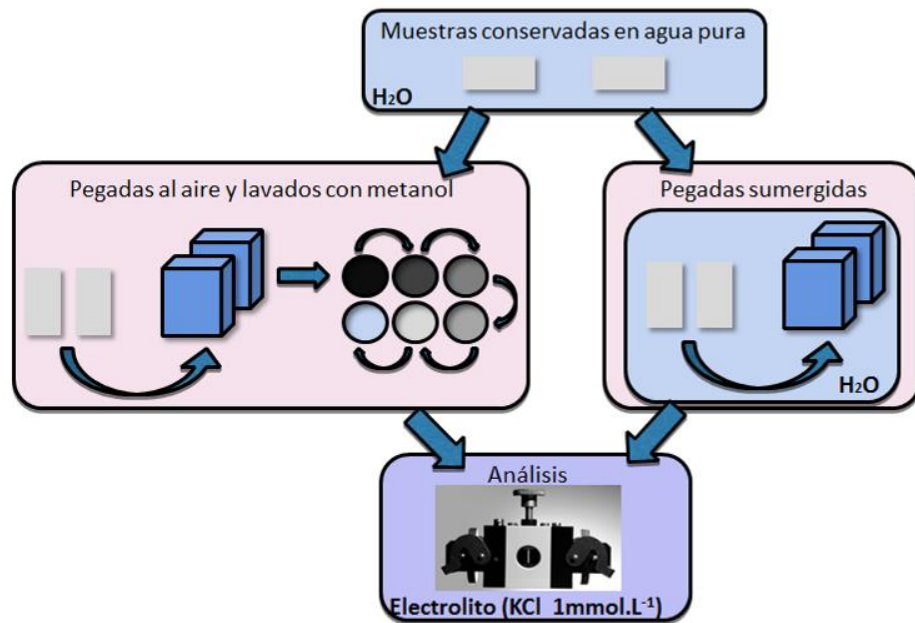 Muestras conservadas en agua pura
H₂O
Pegadas al aire y lavados con metanol
Pegadas sumergidas
H₂O
Análisis
Electrolito (KCl 1mmol.L⁻¹)